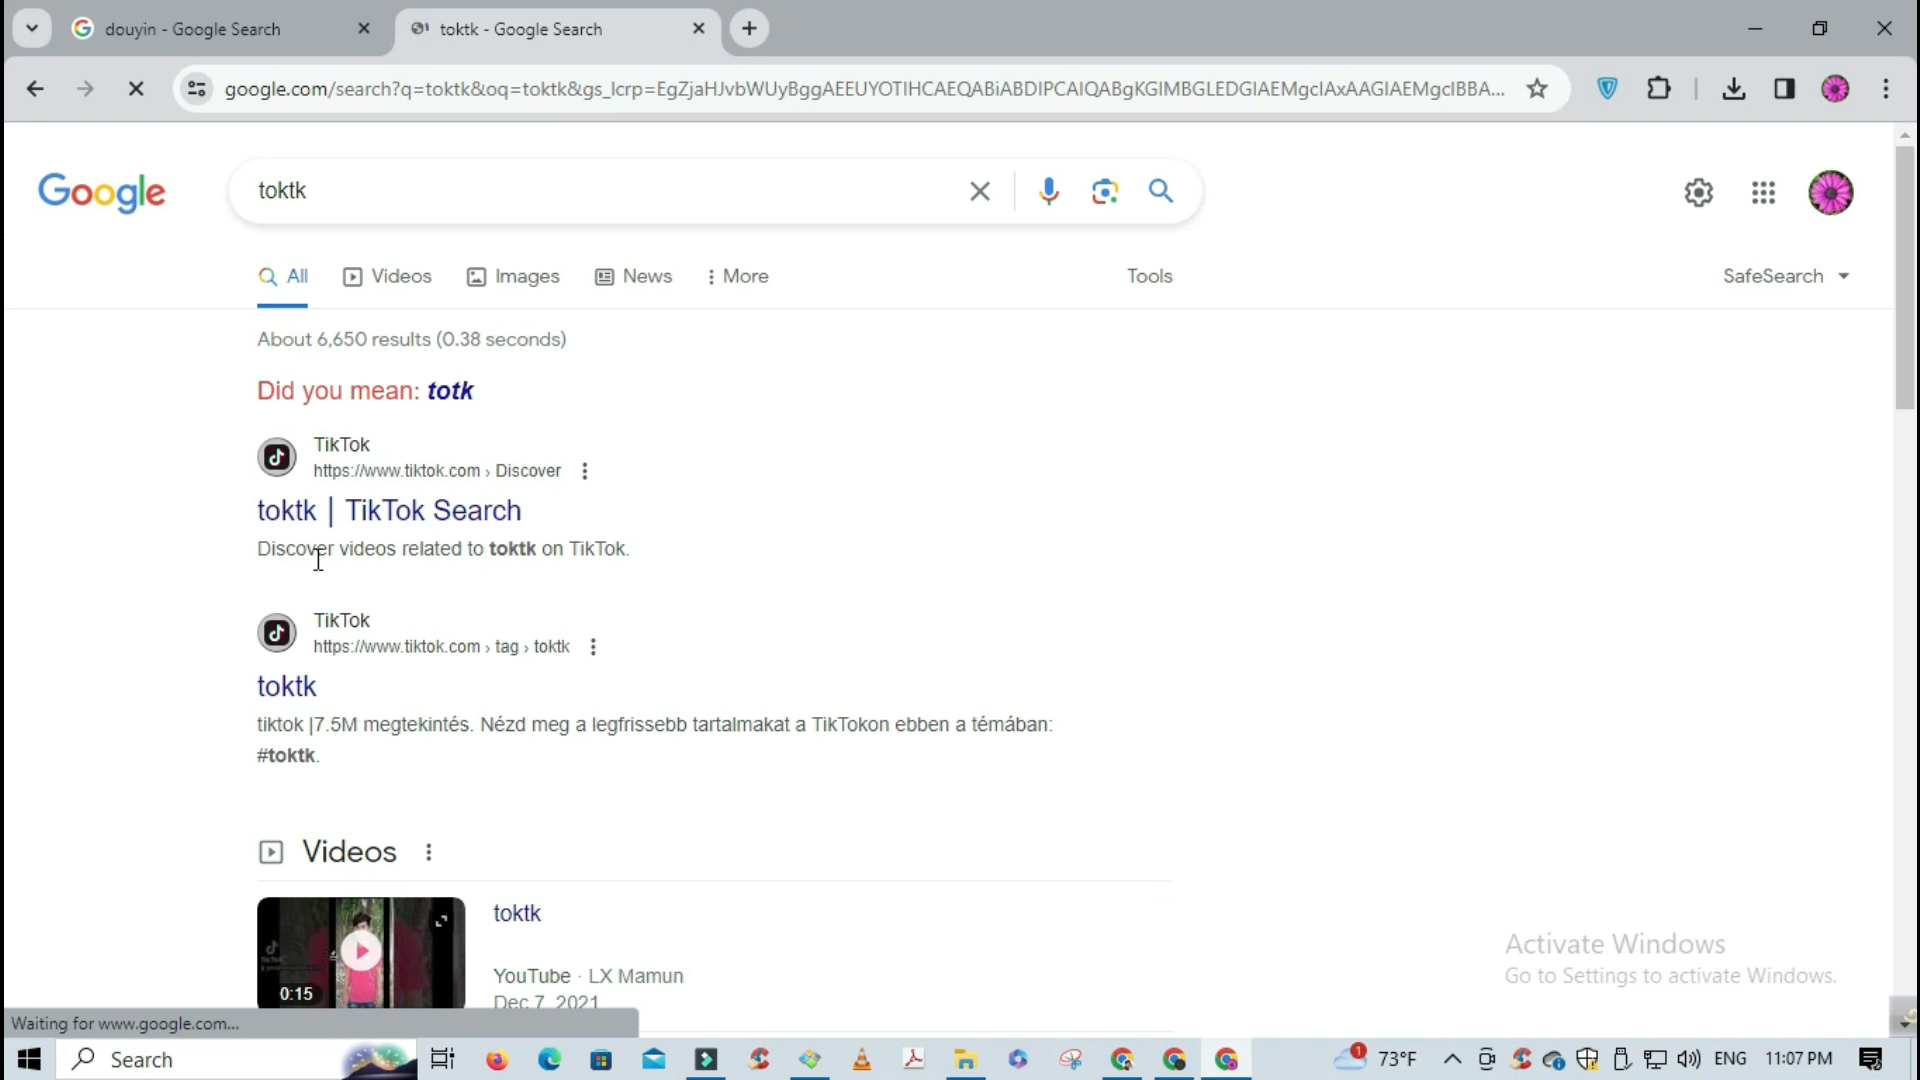 douyin - Google Search
toktk - Google Search
google.com/search?q=toktk&oq=toktk&gs_lcrp=EgZjaHJvbWUyBggAEEUYOTIHCAEQABiABDIPCAIQABgKGIMBGLEDGIAEMgcIAxAAGIAEMgcIBBA...
Google
toktk
All
Videos
Images
News
More
Tools
SafeSearch
About 6,650 results (0.38 seconds)
Did you mean: totk
TikTok
https://www.tiktok.com › Discover
toktk | TikTok Search
Discover videos related to toktk on TikTok.
TikTok
https://www.tiktok.com › tag › toktk
toktk
tiktok |7.5M megtekintés. Nézd meg a legfrissebb tartalmakat a TikTokon ebben a témában:
#toktk.
Videos
toktk
0:15
YouTube · LX Mamun
Dec 7, 2021
Activate Windows
Go to Settings to activate Windows.
Waiting for www.google.com...
Search
1
73°F
ENG
11:07 PM